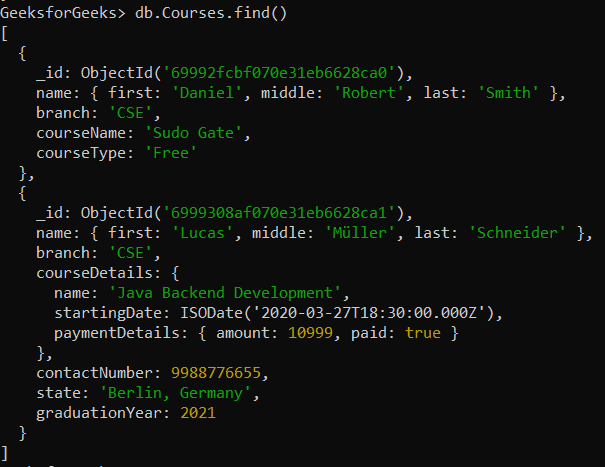 GeeksforGeeks> db.Courses.find()
[
  {
    _id: ObjectId('69992fcbf070e31eb6628ca0'),
    name: { first: 'Daniel', middle: 'Robert', last: 'Smith' },
    branch: 'CSE',
    courseName: 'Sudo Gate',
    courseType: 'Free'
  },
  {
    _id: ObjectId('6999308af070e31eb6628ca1'),
    name: { first: 'Lucas', middle: 'Müller', last: 'Schneider' },
    branch: 'CSE',
    courseDetails: {
      name: 'Java Backend Development',
      startingDate: ISODate('2020-03-27T18:30:00.000Z'),
      paymentDetails: { amount: 10999, paid: true }
    },
    contactNumber: 9988776655,
    state: 'Berlin, Germany',
    graduationYear: 2021
  }
]